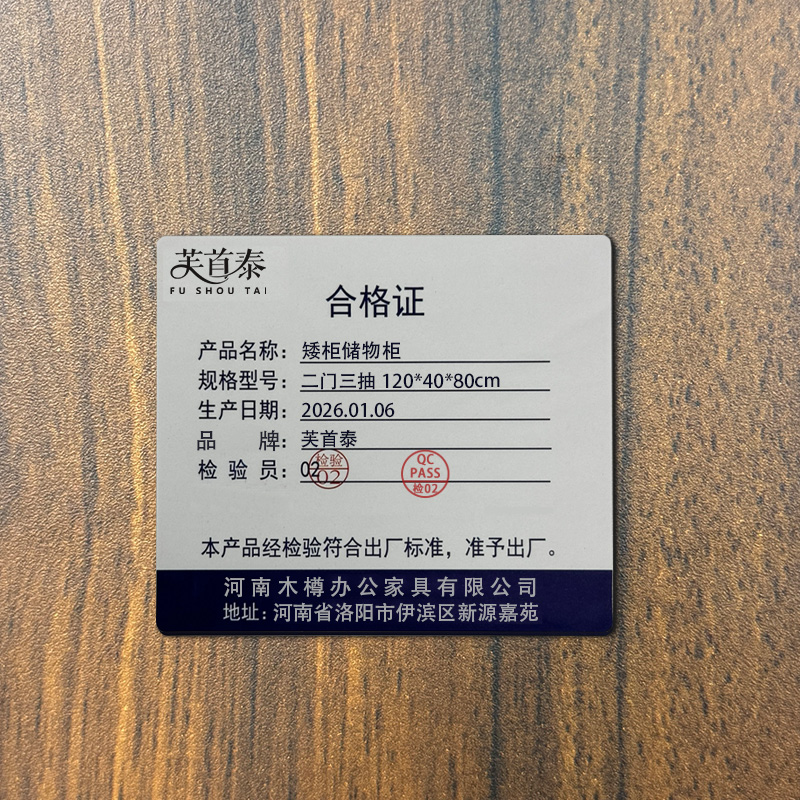 芙首泰
FU SHOU TAI
合格证
产品名称：矮柜储物柜
规格型号：二门三抽 120*40*80cm
生产日期：2026.01.06
品 牌：芙首泰
检 验 员：02
检验
02
QC
PASS
检02
本产品经检验符合出厂标准，准予出厂。
河南木樽办公家具有限公司
地址：河南省洛阳市伊滨区新源嘉苑